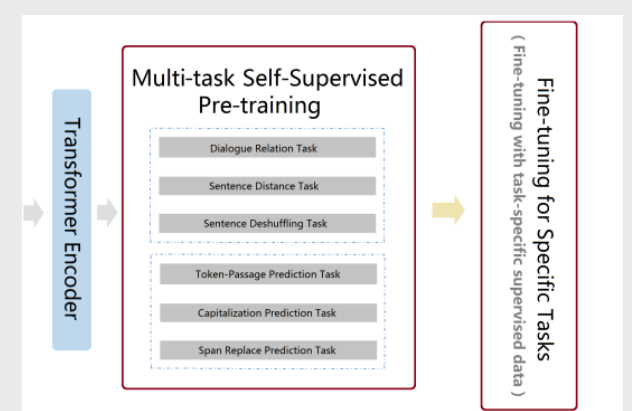 Transformer Encoder
Multi-task Self-Supervised
Pre-training
Dialogue Relation Task
Sentence Distance Task
Sentence Deshuffling Task
Token-Passage Prediction Task
Capitalization Prediction Task
Span Replace Prediction Task
Fine-tuning for Specific Tasks
( Fine-tuning with task-specific supervised data )